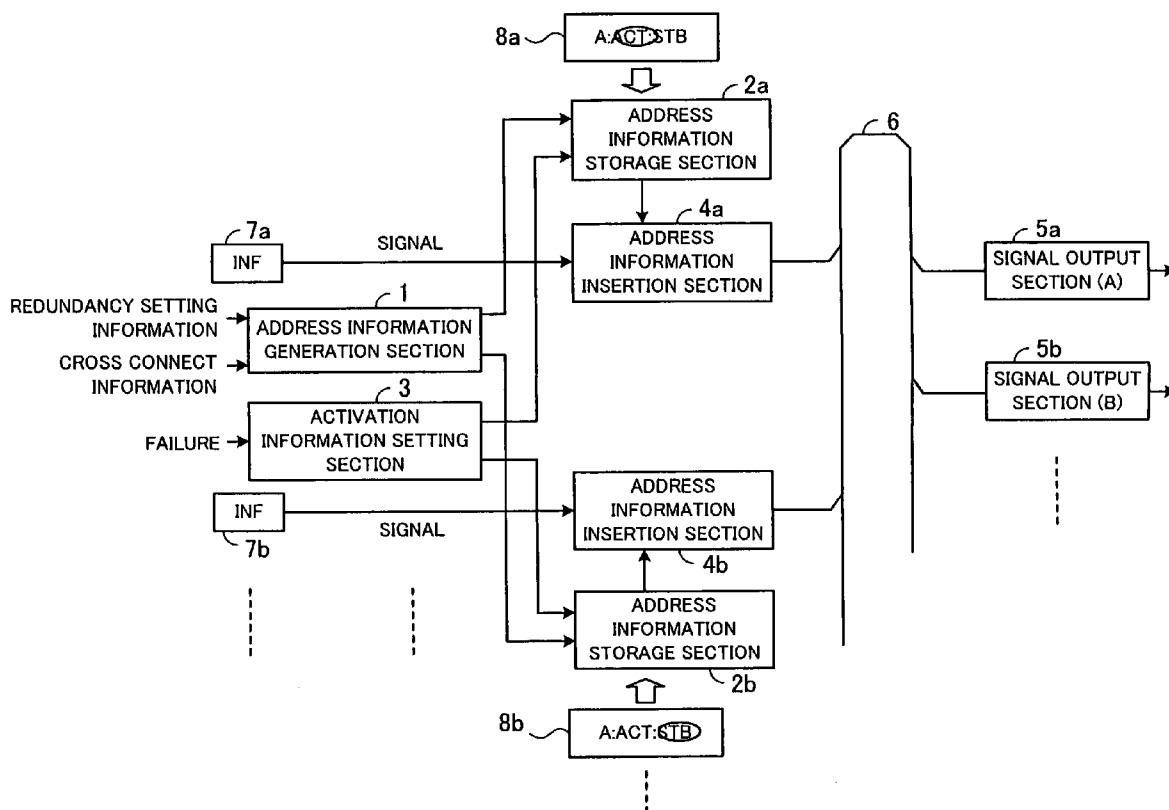 8a
A:ACT:STB
2a
ADDRESS
INFORMATION
STORAGE SECTION
6
4a
ADDRESS
INFORMATION
INSERTION SECTION
7a
INF
SIGNAL
5a
SIGNAL OUTPUT
SECTION (A)
REDUNDANCY SETTING
INFORMATION
CROSS CONNECT
INFORMATION
1
ADDRESS INFORMATION
GENERATION SECTION
5b
SIGNAL OUTPUT
SECTION (B)
3
ACTIVATION
INFORMATION SETTING
SECTION
FAILURE
INF
7b
SIGNAL
ADDRESS
INFORMATION
INSERTION SECTION
4b
ADDRESS
INFORMATION
STORAGE SECTION
2b
8b
A:ACT:STB